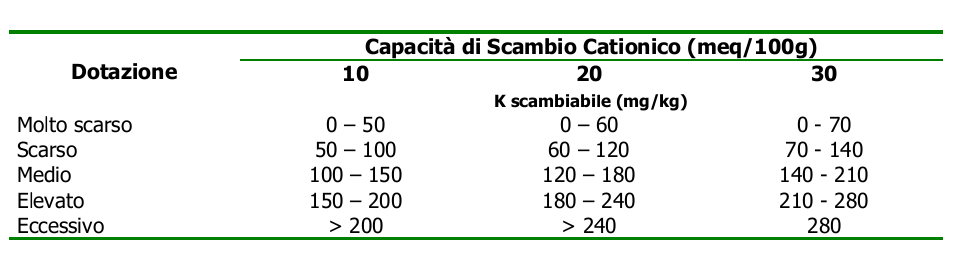 Capacità di Scambio Cationico (meq/100g)
Dotazione 10 20 30
K scambiabile (mg/kg)
Molto scarso 0 – 50 0 – 60 0 - 70
Scarso 50 – 100 60 – 120 70 - 140
Medio 100 – 150 120 – 180 140 - 210
Elevato 150 – 200 180 – 240 210 - 280
Eccessivo > 200 > 240 280